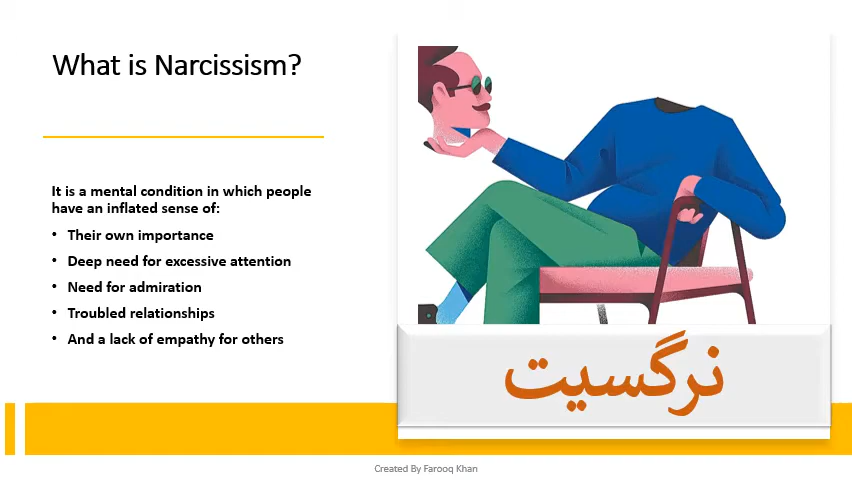 What is Narcissism?
It is a mental condition in which people
have an inflated sense of:
• Their own importance
• Deep need for excessive attention
• Need for admiration
• Troubled relationships
• And a lack of empathy for others
نرگسیت
Created By Farooq Khan